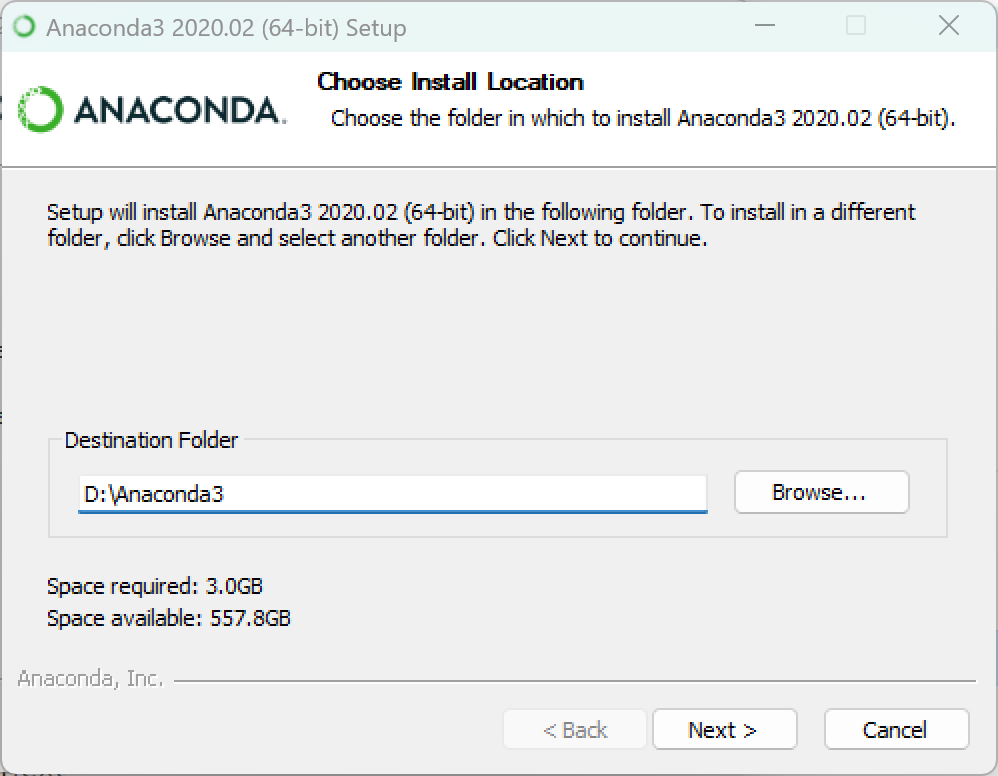 Anaconda3 2020.02 (64-bit) Setup
ANACONDA.
Choose Install Location
Choose the folder in which to install Anaconda3 2020.02 (64-bit).
Setup will install Anaconda3 2020.02 (64-bit) in the following folder. To install in a different
folder, click Browse and select another folder. Click Next to continue.
Destination Folder
D:\Anaconda3
Browse...
Space required: 3.0GB
Space available: 557.8GB
Anaconda, Inc.
< Back
Next >
Cancel